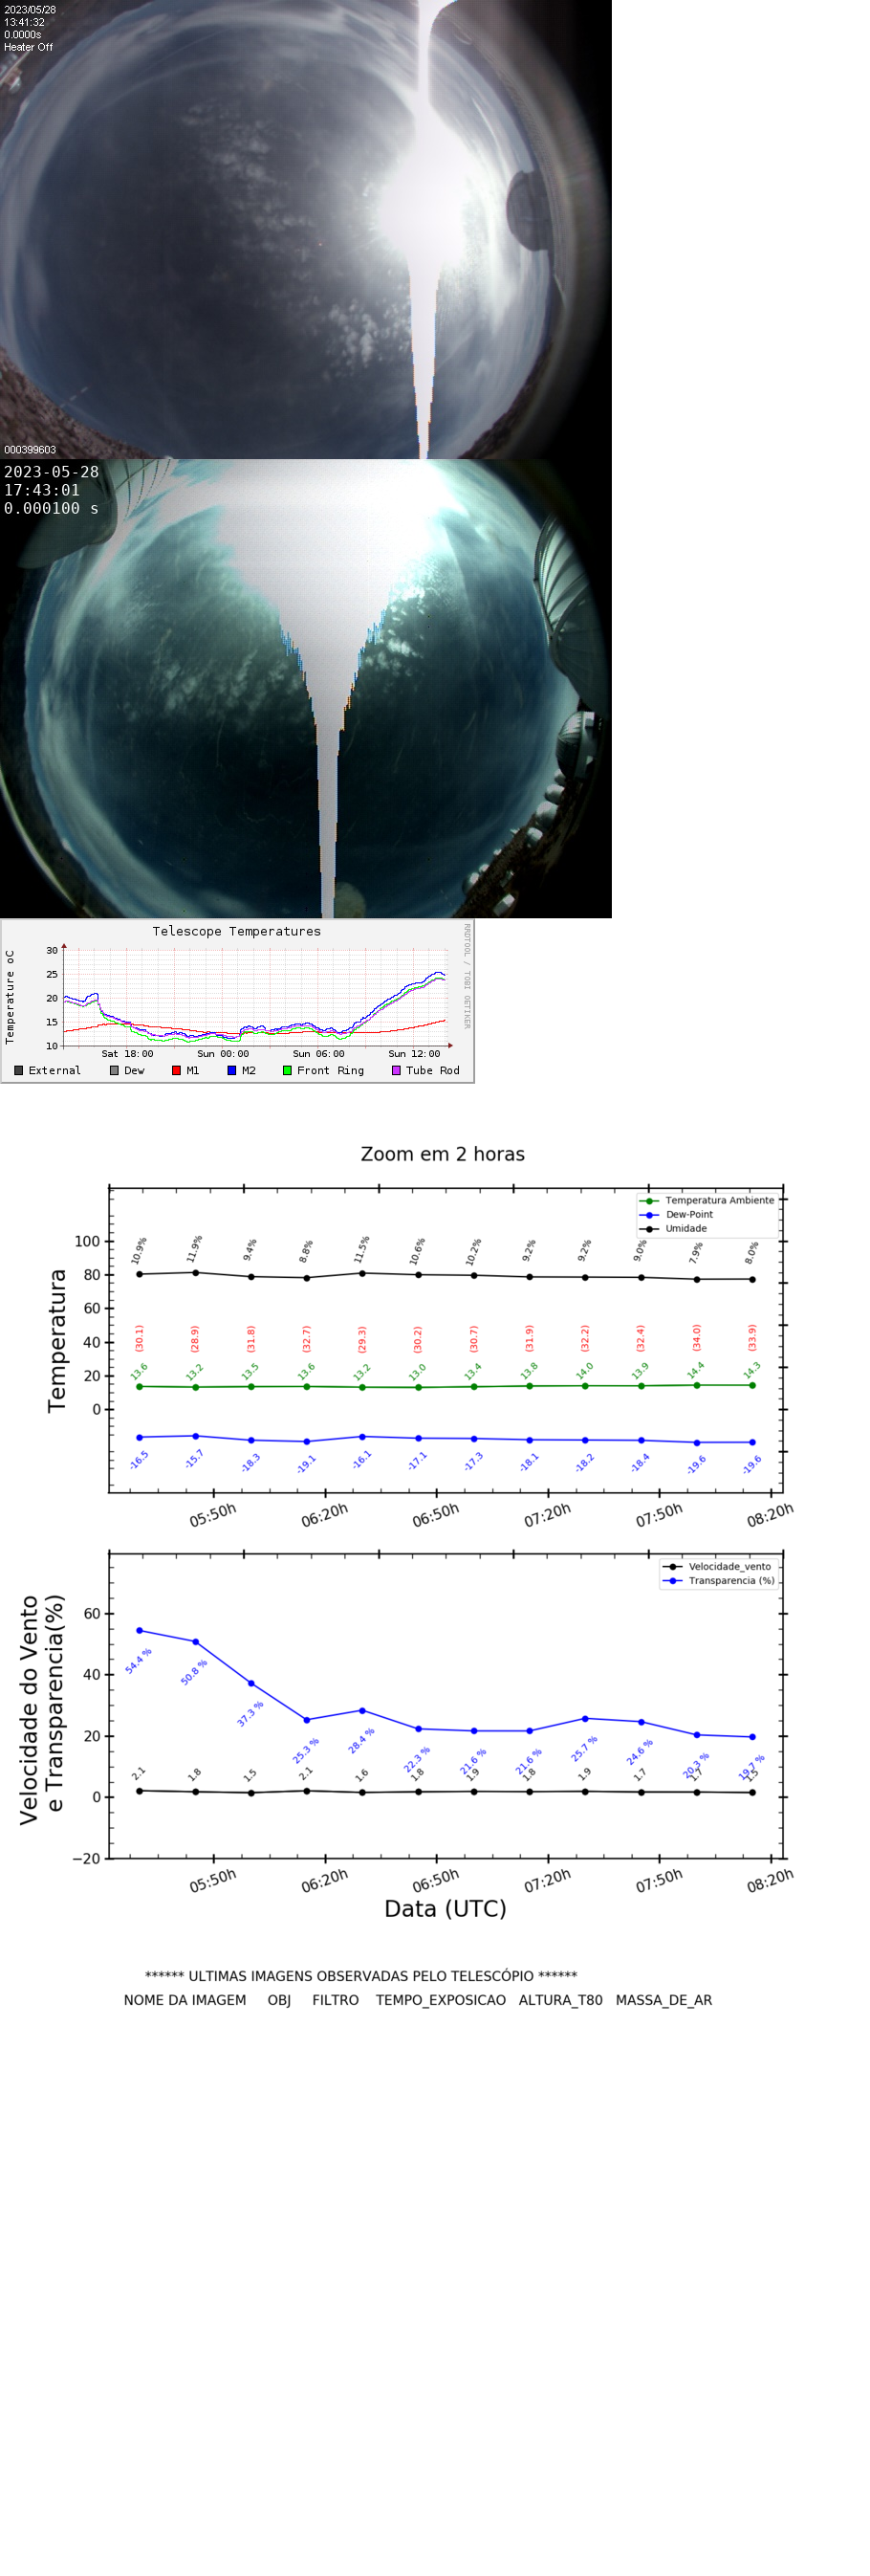 2023/05/28
13:41:32
0.0000s
Heater Off
000399603
2023-05-28
17:43:01
0.000100 s
Telescope Temperatures
Temperature oC
RRDTOOL / TOBI OETIKER
30
25
20
15
10
Sat 18:00 Sun 00:00 Sun 06:00 Sun 12:00
External Dew M1 M2 Front Ring Tube Rod
Zoom em 2 horas
Temperatura Ambiente
Dew-Point
Umidade
Temperatura
100
80
60
40
20
0
10.9% 11.9% 9.4% 8.8% 11.5% 10.6% 10.2% 9.2% 9.2% 9.0% 7.9% 8.0%
(30.1) (28.9) (31.8) (32.7) (29.3) (30.2) (30.7) (31.9) (32.2) (32.4) (34.0) (33.9)
13.6 13.2 13.5 13.6 13.2 13.0 13.4 13.8 14.0 13.9 14.4 14.3
-16.5 -15.7 -18.3 -19.1 -16.1 -17.1 -17.3 -18.1 -18.2 -18.4 -19.6 -19.6
05:50h 06:20h 06:50h 07:20h 07:50h 08:20h
Velocidade_vento
Transparencia (%)
Velocidade do Vento
e Transparencia(%)
60
40
20
0
−20
54.4 % 50.8 % 37.3 % 25.3 % 28.4 % 22.3 % 21.6 % 21.6 % 25.7 % 24.6 % 20.3 % 19.7 %
2.1 1.8 1.5 2.1 1.6 1.8 1.9 1.8 1.9 1.7 1.7 1.5
05:50h 06:20h 06:50h 07:20h 07:50h 08:20h
Data (UTC)
****** ULTIMAS IMAGENS OBSERVADAS PELO TELESCÓPIO ******
NOME DA IMAGEM OBJ FILTRO TEMPO_EXPOSICAO ALTURA_T80 MASSA_DE_AR